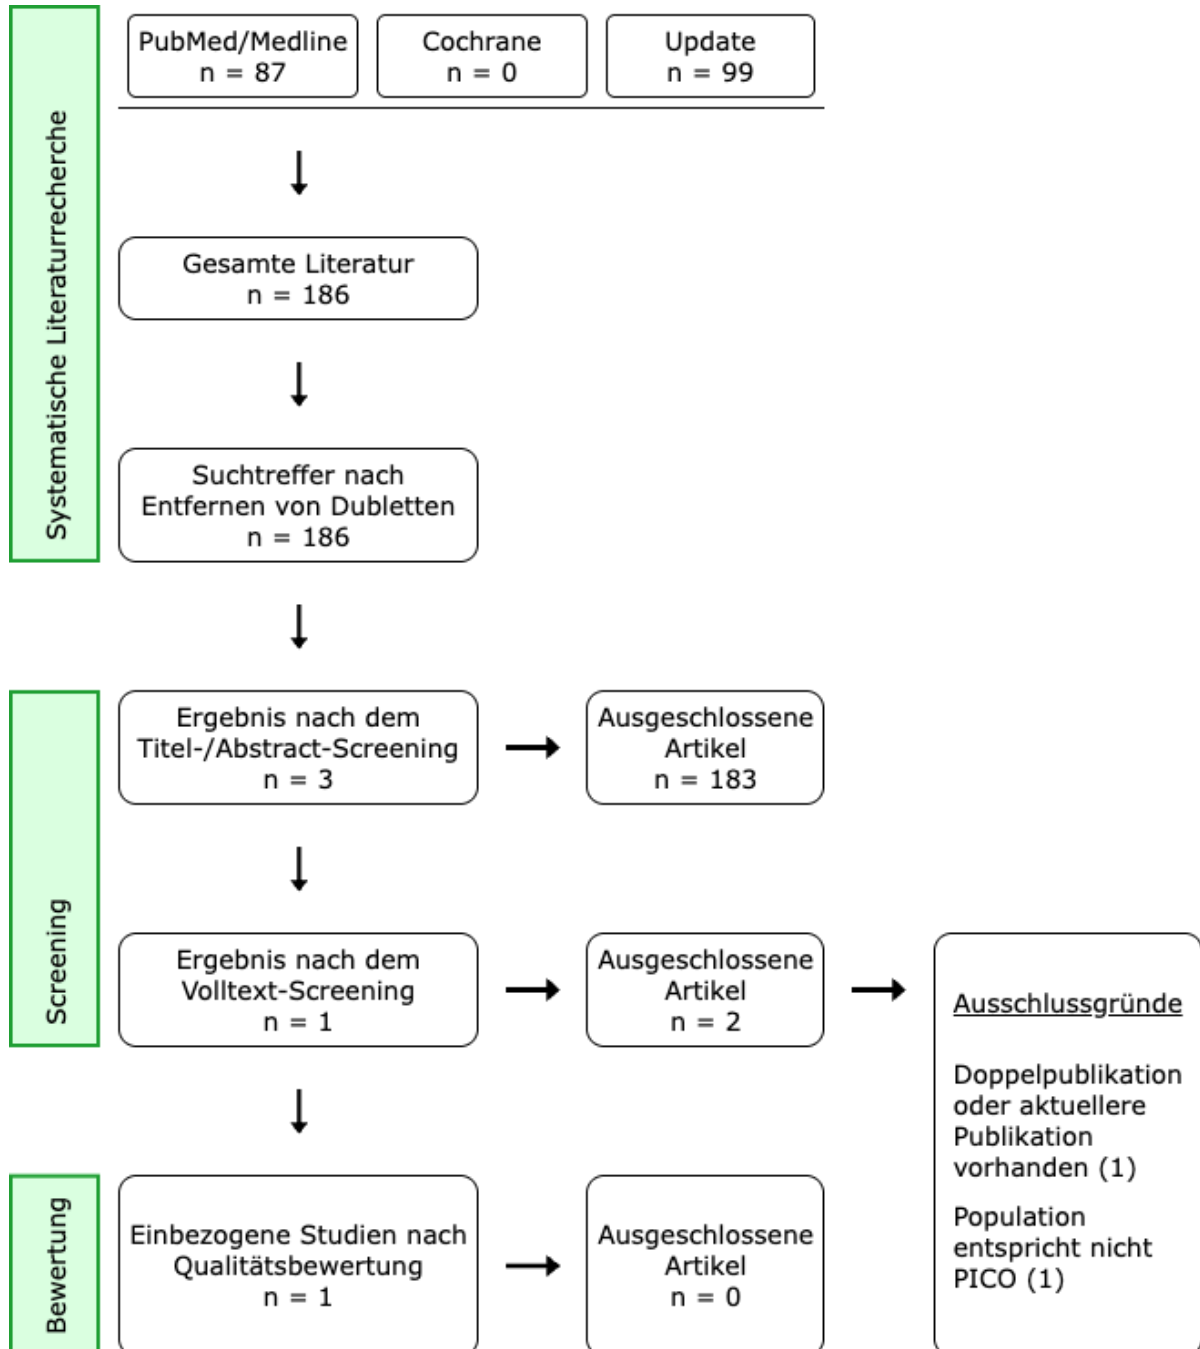 Systematische Literaturrecherche
PubMed/Medline
n = 87
Cochrane
n = 0
Update
n = 99
Gesamte Literatur
n = 186
Suchtreffer nach
Entfernen von Dubletten
n = 186
Screening
Ergebnis nach dem
Titel-/Abstract-Screening
n = 3
Ausgeschlossene
Artikel
n = 183
Ergebnis nach dem
Volltext-Screening
n = 1
Ausgeschlossene
Artikel
n = 2
Ausschlussgründe
Doppelpublikation
oder aktuellere
Publikation
vorhanden (1)
Population
entspricht nicht
PICO (1)
Bewertung
Einbezogene Studien nach
Qualitätsbewertung
n = 1
Ausgeschlossene
Artikel
n = 0